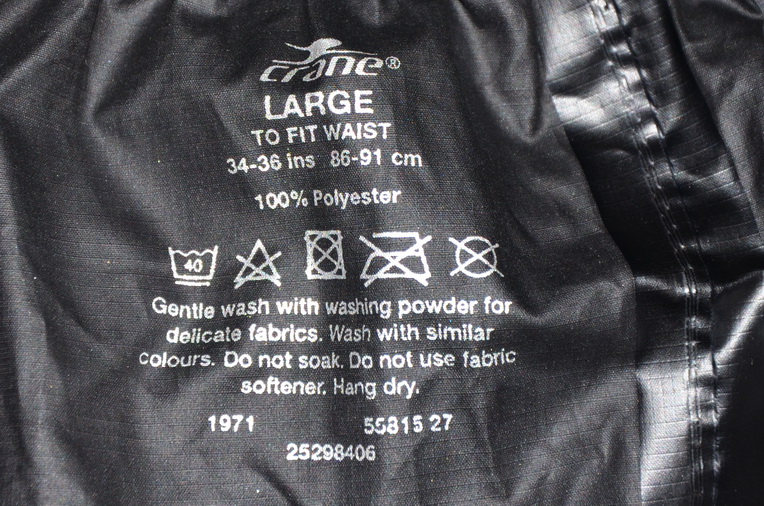 crane®
LARGE
TO FIT WAIST
34-36 ins 86-91 cm
100% Polyester
40
Gentle wash with washing powder for
delicate fabrics. Wash with similar
colours. Do not soak. Do not use fabric
softener. Hang dry.
1971 55815 27
25298406